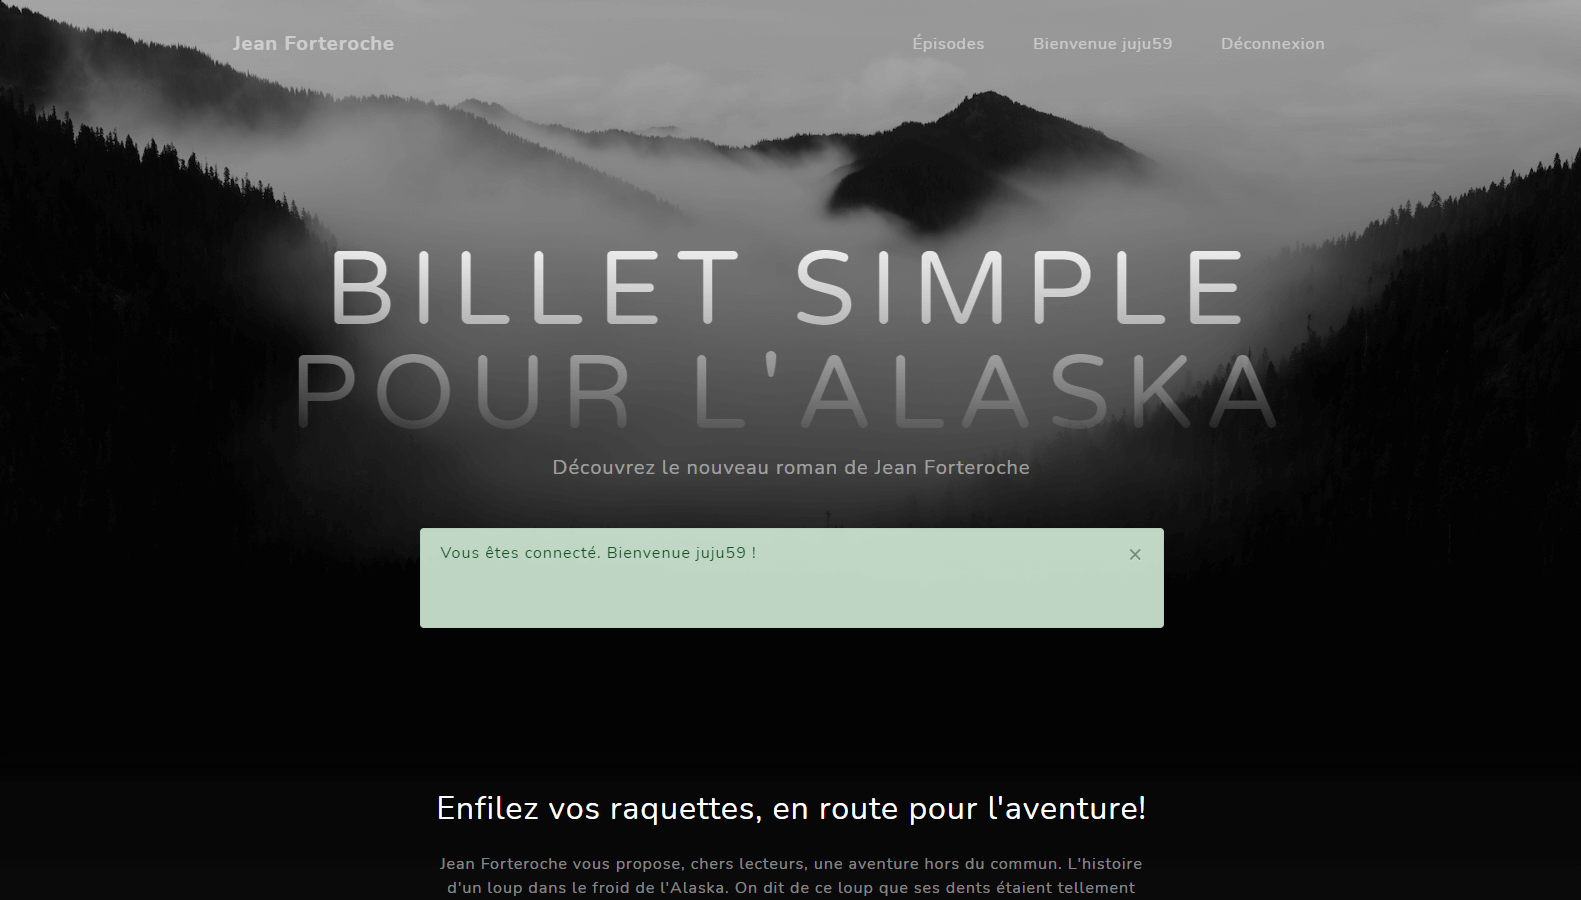 Jean Forteroche
Épisodes
Bienvenue juju59
Déconnexion
BILLET SIMPLE
POUR L'ALASKA
Découvrez le nouveau roman de Jean Forteroche
Vous êtes connecté. Bienvenue juju59 !
×
Enfilez vos raquettes, en route pour l'aventure!
Jean Forteroche vous propose, chers lecteurs, une aventure hors du commun. L'histoire
d'un loup dans le froid de l'Alaska. On dit de ce loup que ses dents étaient tellement